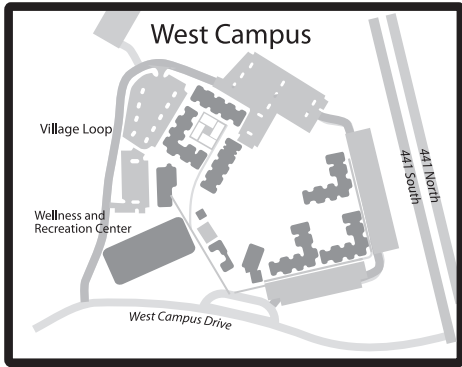 West Campus
Village Loop
441 North
441 South
Wellness and
Recreation Center
West Campus Drive